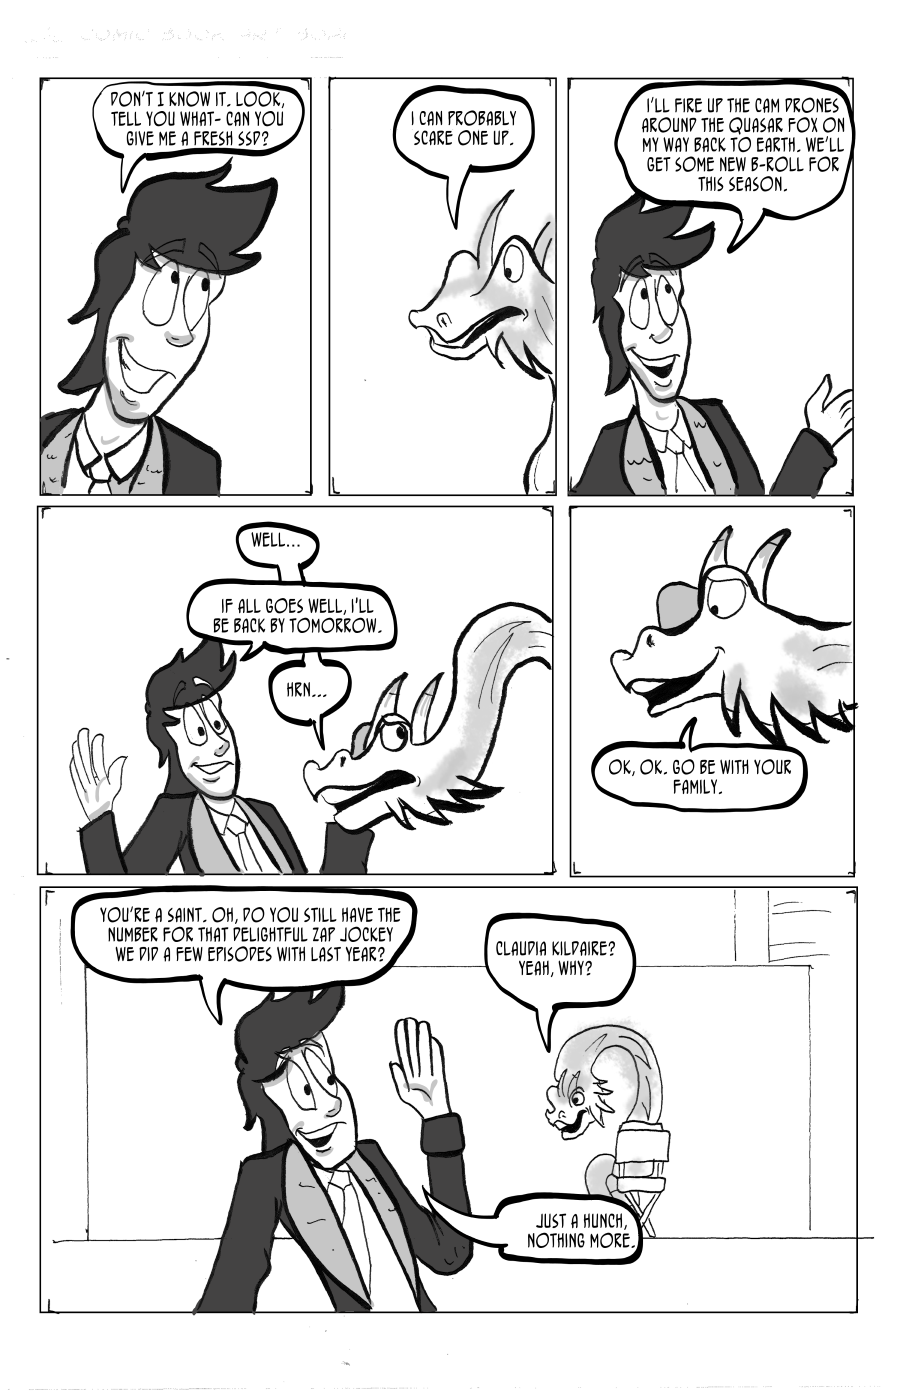 DON'T I KNOW IT. LOOK,
TELL YOU WHAT- CAN YOU
GIVE ME A FRESH SSD?
I CAN PROBABLY
SCARE ONE UP.
I'LL FIRE UP THE CAM DRONES
AROUND THE QUASAR FOX ON
MY WAY BACK TO EARTH. WE'LL
GET SOME NEW B-ROLL FOR
THIS SEASON.
WELL...
IF ALL GOES WELL, I'LL
BE BACK BY TOMORROW.
HRN...
OK, OK. GO BE WITH YOUR
FAMILY.
YOU'RE A SAINT. OH, DO YOU STILL HAVE THE
NUMBER FOR THAT DELIGHTFUL ZAP JOCKEY
WE DID A FEW EPISODES WITH LAST YEAR?
CLAUDIA KILDAIRE?
YEAH, WHY?
JUST A HUNCH,
NOTHING MORE.